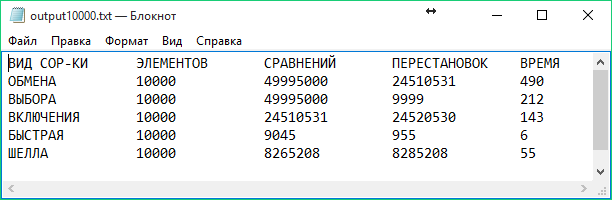 output10000.txt — Блокнот
Файл Правка Формат Вид Справка
ВИД СОР-КИ ЭЛЕМЕНТОВ СРАВНЕНИЙ ПЕРЕСТАНОВОК ВРЕМЯ
ОБМЕНА 10000 49995000 24510531 490
ВЫБОРА 10000 49995000 9999 212
ВКЛЮЧЕНИЯ 10000 24510531 24520530 143
БЫСТРАЯ 10000 9045 955 6
ШЕЛЛА 10000 8265208 8285208 55